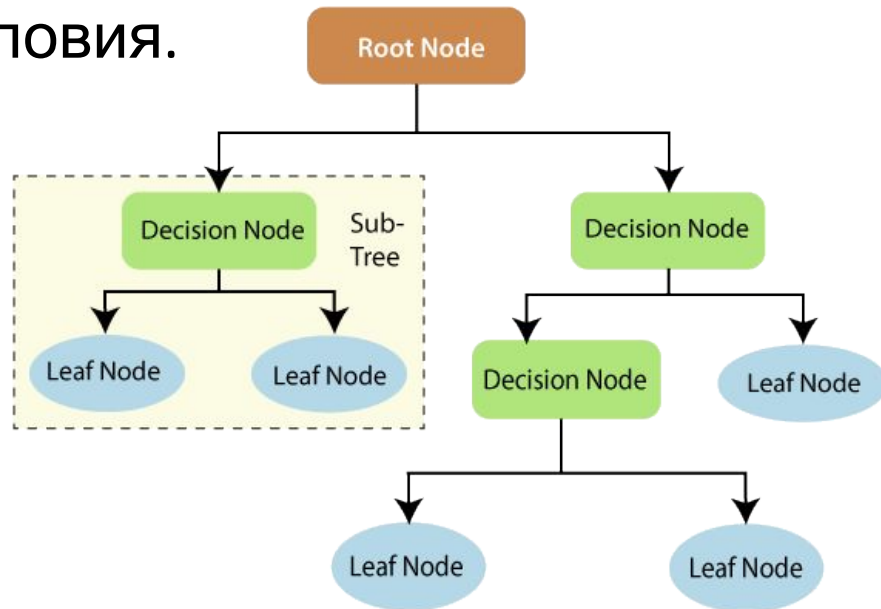 ловия.
Root Node
Decision Node
Sub-
Tree
Decision Node
Leaf Node
Leaf Node
Decision Node
Leaf Node
Leaf Node
Leaf Node